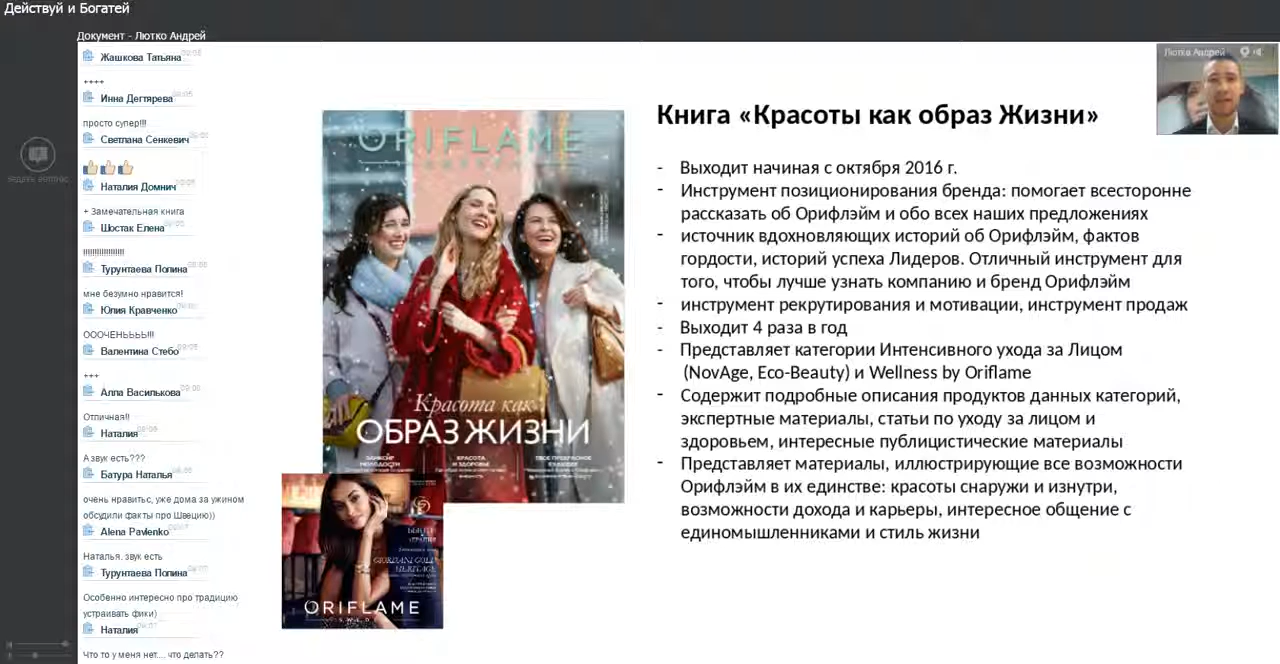 Действуй и Богатей
Документ - Лютко Андрей
Жашкова Татьяна
++++
Инна Дегтярева
просто супер!!!
Светлана Сенкевич
Наталия Домнич
+ Замечательная книга
Шостак Елена
!!!!!!!!!!!!!!!!!!
Турунтаева Полина
мне безумно нравится!
Юлия Кравченко
ОООЧЕНЬЬЬЬ!!!
Валентина Стебо
+++
Алла Василькова
Отличная!!
Наталия
А звук есть???
Батура Наталья
очень нравитьс, уже дома за ужином
обсудили факты про Швецию))
Alena Pavlenko
Наталья. звук есть
Турунтаева Полина
Особенно интересно про традицию
устраивать фики)
Наталия
Что то у меня нет.... что делать??
ORIFLAME
SWEDEN
Красота как
ОБРАЗ ЖИЗНИ
КРАСОТА
И ЗДОРОВЬЕ
GIORDANI GOLD
ORIFLAME
SWEDEN
Книга «Красоты как образ Жизни»
- Выходит начиная с октября 2016 г.
- Инструмент позиционирования бренда: помогает всесторонне
рассказать об Орифлэйм и обо всех наших предложениях
- источник вдохновляющих историй об Орифлэйм, фактов
гордости, историй успеха Лидеров. Отличный инструмент для
того, чтобы лучше узнать компанию и бренд Орифлэйм
- инструмент рекрутирования и мотивации, инструмент продаж
- Выходит 4 раза в год
- Представляет категории Интенсивного ухода за Лицом
(NovAge, Eco-Beauty) и Wellness by Oriflame
- Содержит подробные описания продуктов данных категорий,
экспертные материалы, статьи по уходу за лицом и
здоровьем, интересные публицистические материалы
- Представляет материалы, иллюстрирующие все возможности
Орифлэйм в их единстве: красоты снаружи и изнутри,
возможности дохода и карьеры, интересное общение с
единомышленниками и стиль жизни
Лютко Андрей